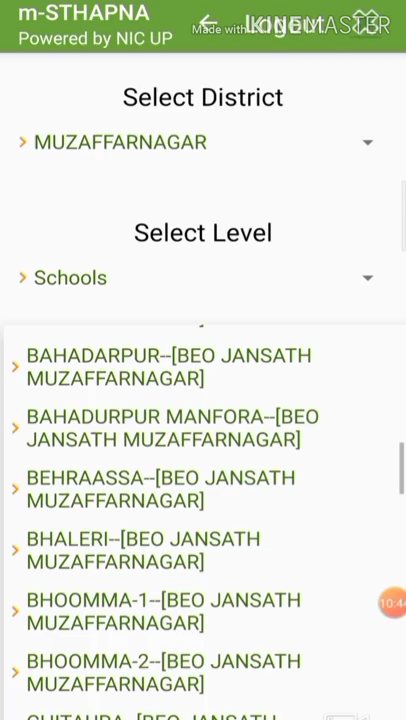 m-STHAPNA
Powered by NIC UP
Made with KINEMASTER
Select District
MUZAFFARNAGAR
Select Level
Schools
BAHADARPUR--[BEO JANSATH
MUZAFFARNAGAR]
BAHADURPUR MANFORA--[BEO
JANSATH MUZAFFARNAGAR]
BEHRAASSA--[BEO JANSATH
MUZAFFARNAGAR]
BHALERI--[BEO JANSATH
MUZAFFARNAGAR]
BHOOMMA-1--[BEO JANSATH
MUZAFFARNAGAR]
10:4
BHOOMMA-2--[BEO JANSATH
MUZAFFARNAGAR]